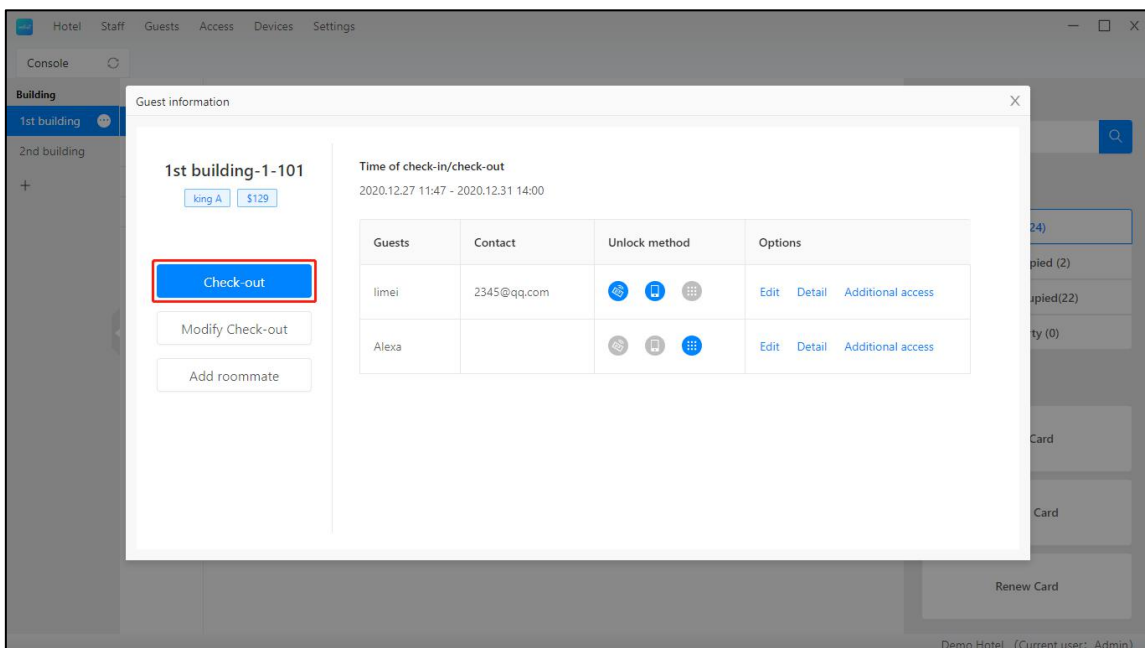 Hotel Staff Guests Access Devices Settings
Console
Building
1st building
2nd building
Guest information
1st building-1-101
king A $129
Check-out
Modify Check-out
Add roommate
Time of check-in/check-out
2020.12.27 11:47 - 2020.12.31 14:00
Guests Contact Unlock method Options
limei 2345@qq.com Edit Detail Additional access
Alexa Edit Detail Additional access
24)
pied (2)
upied(22)
ty (0)
Card
Card
Renew Card
Demo Hotel (Current user: Admin)